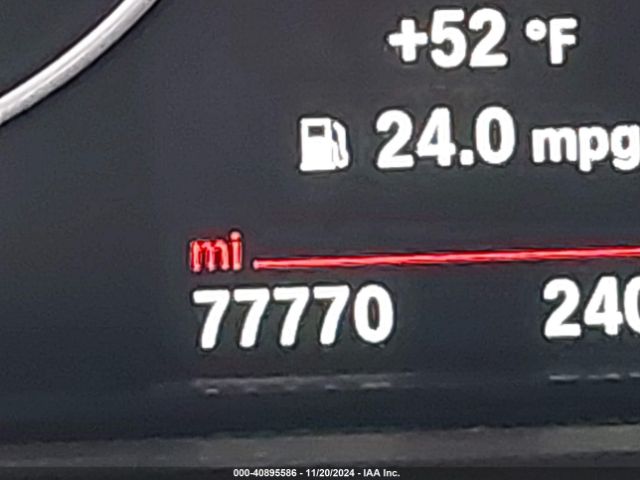 +52 °F
24.0 mpg
mi
77770 240
000-40895586 - 11/20/2024 - IAA Inc.